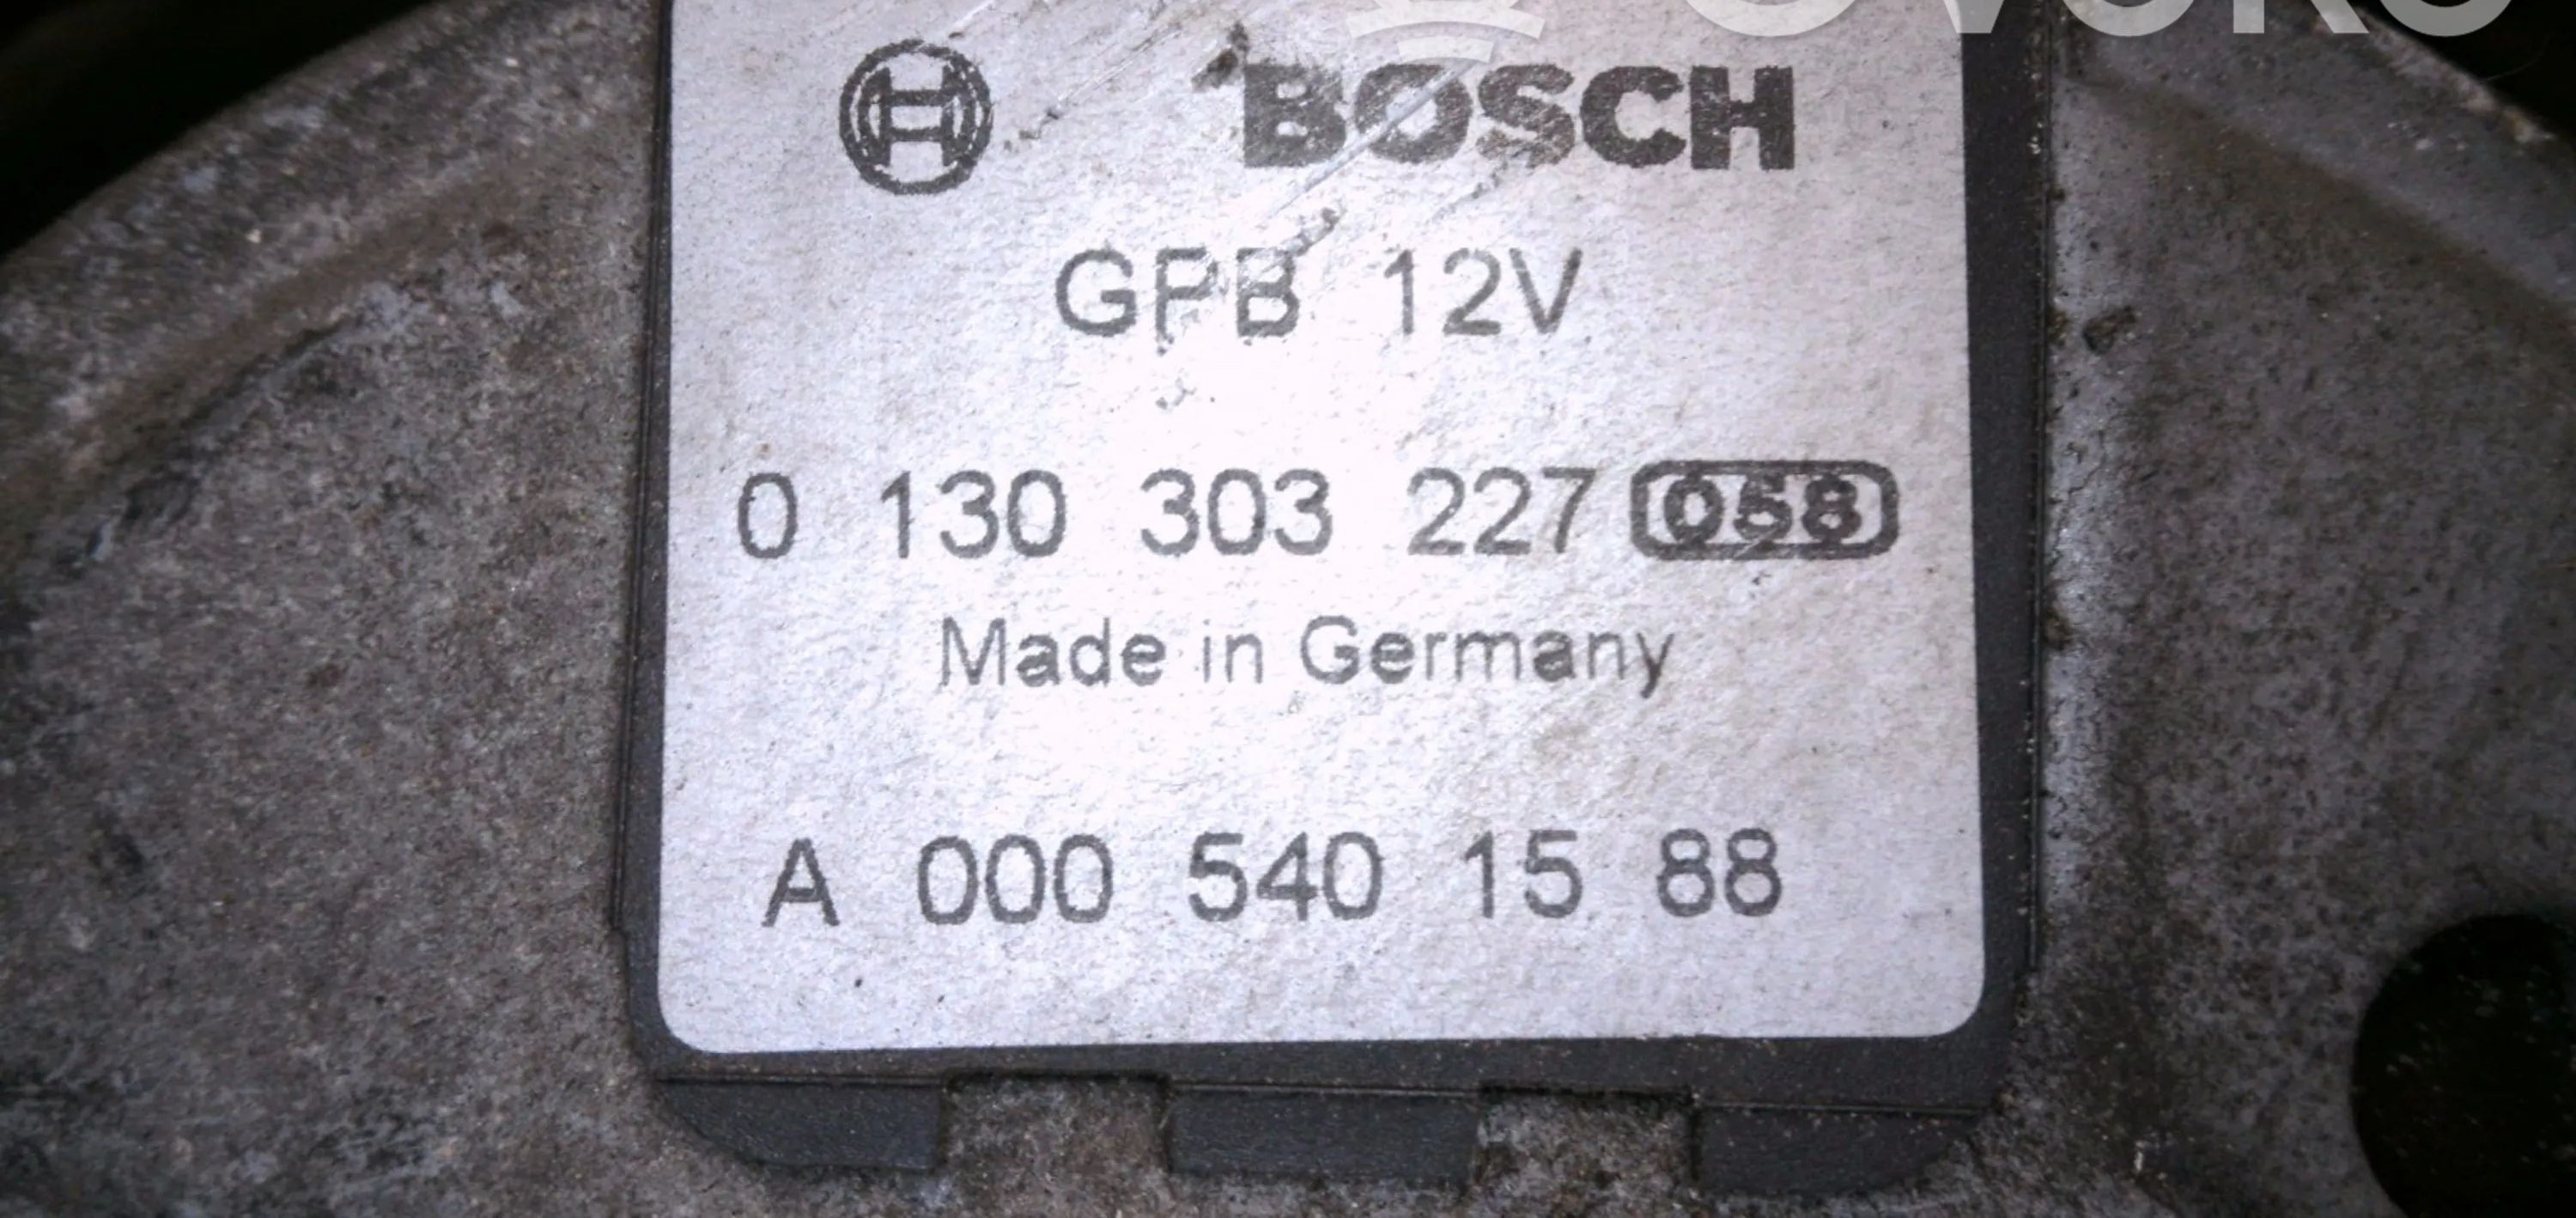 BOSCH
GPB 12V
0 130 303 227 058
Made in Germany
A 000 540 15 88